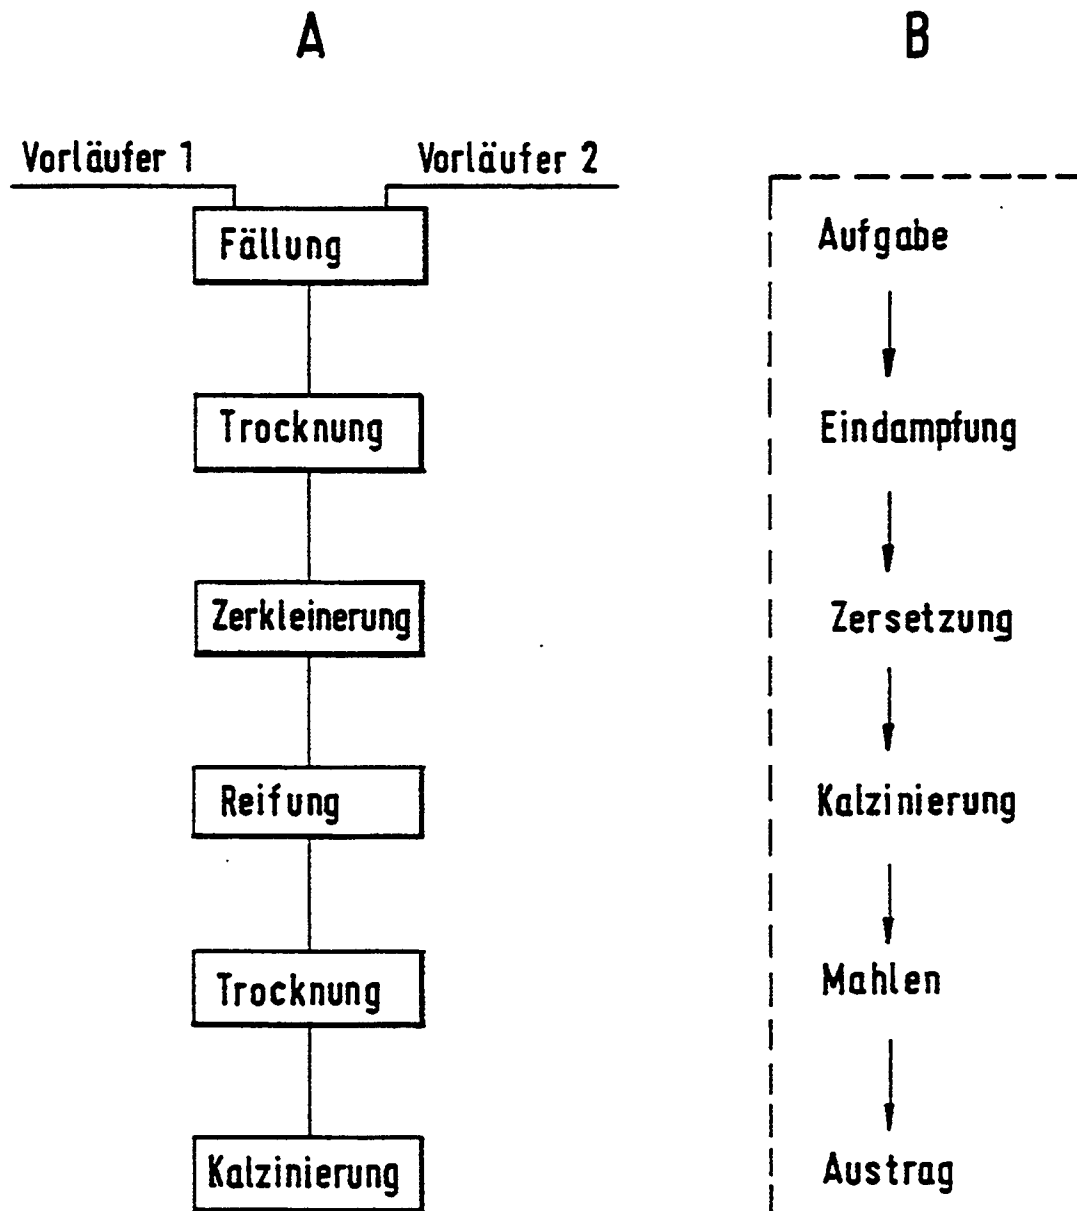 A
Vorläufer 1
Vorläufer 2
Fällung
Trocknung
Zerkleinerung
Reifung
Trocknung
Kalzinierung
B
Aufgabe
Eindampfung
Zersetzung
Kalzinierung
Mahlen
Austrag